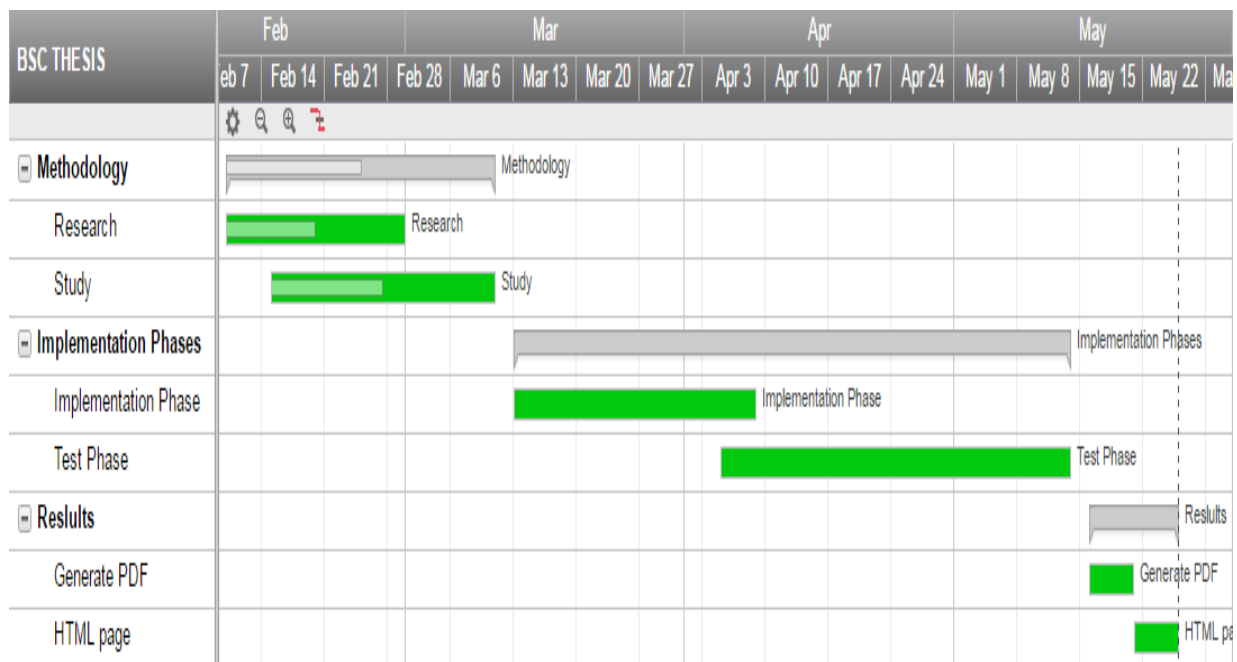 BSC THESIS
Feb Mar Apr May
eb 7 Feb 14 Feb 21 Feb 28 Mar 6 Mar 13 Mar 20 Mar 27 Apr 3 Apr 10 Apr 17 Apr 24 May 1 May 8 May 15 May 22 Ma
Methodology Methodology
Research Research
Study Study
Implementation Phases Implementation Phases
Implementation Phase Implementation Phase
Test Phase Test Phase
Reslults Reslults
Generate PDF Generate PDF
HTML page HTML pa